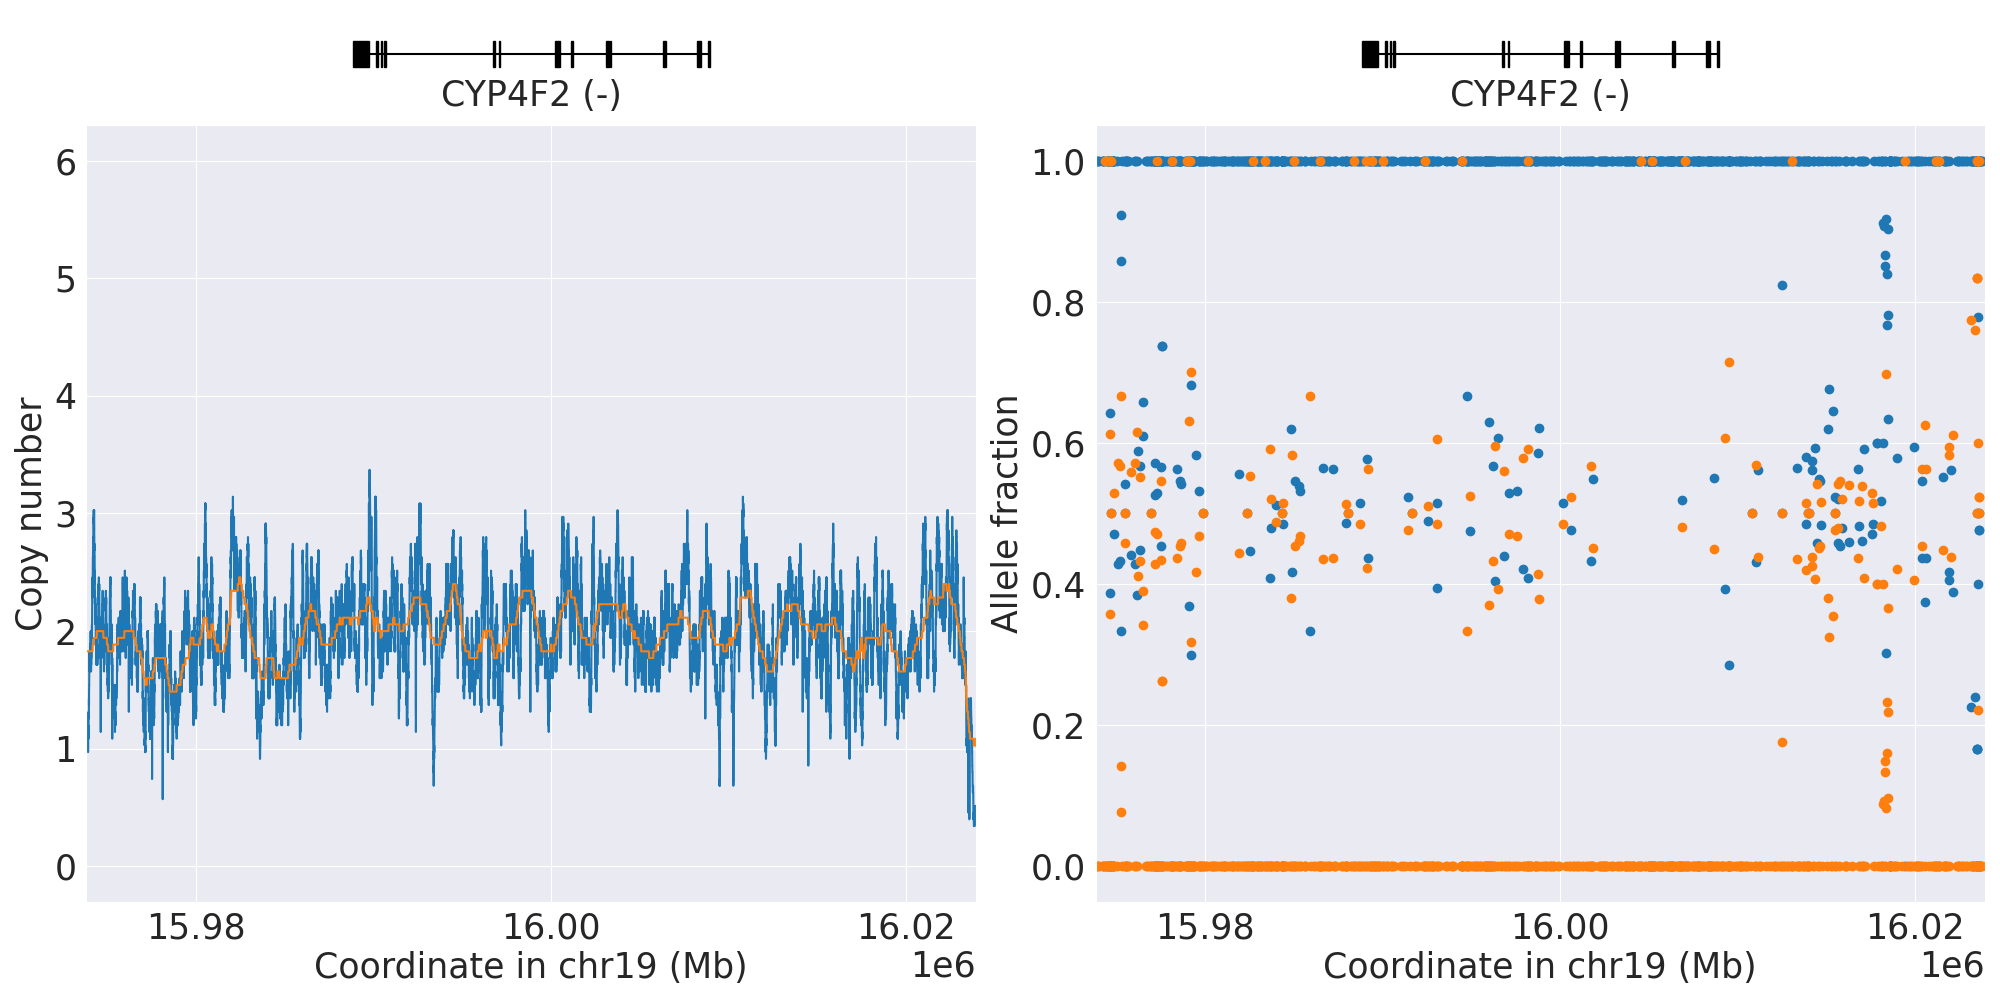 CYP4F2 (-)
6
5
4
3
2
1
0
Copy number
15.98
16.00
16.02
Coordinate in chr19 (Mb)
1e6
CYP4F2 (-)
1.0
0.8
0.6
0.4
0.2
0.0
Allele fraction
15.98
16.00
16.02
Coordinate in chr19 (Mb)
1e6